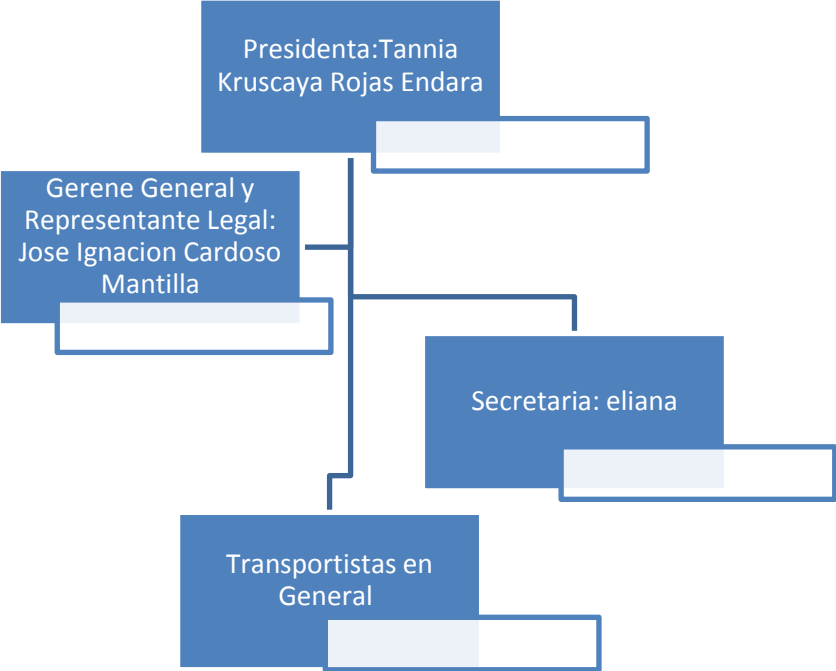 Presidenta:Tannia
Kruscaya Rojas Endara
Gerene General y
Representante Legal:
Jose Ignacion Cardoso
Mantilla
Secretaria: eliana
Transportistas en
General